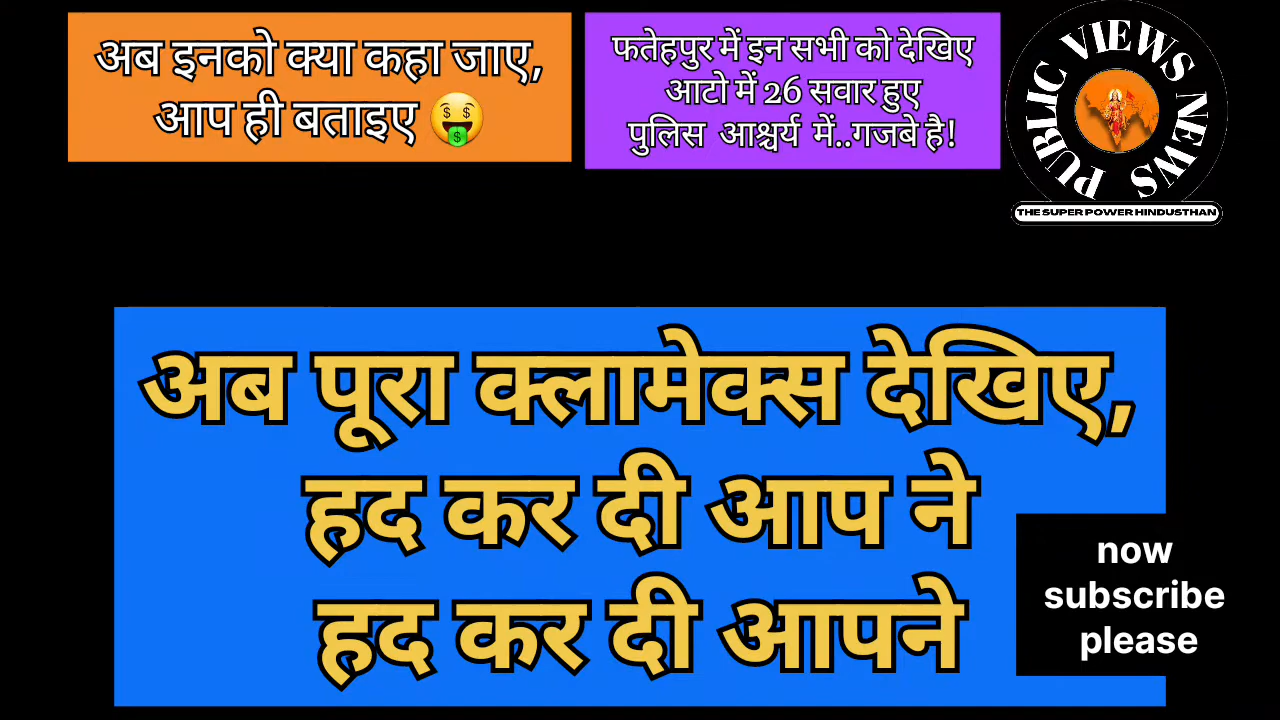 अब इनको क्या कहा जाए,
आप ही बताइए 🤑
फतेहपुर में इन सभी को देखिए
आटो में 26 सवार हुए
पुलिस आश्चर्य में..गजबे है!
PUBLIC VIEWS NEWS
THE SUPER POWER HINDUSTHAN
अब पूरा क्लामेक्स देखिए,
हद कर दी आप ने
हद कर दी आपने
now
subscribe
please